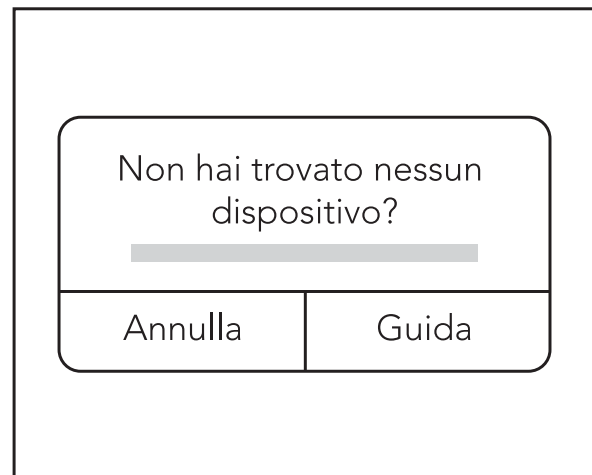 Non hai trovato nessun
dispositivo?
Annulla
Guida